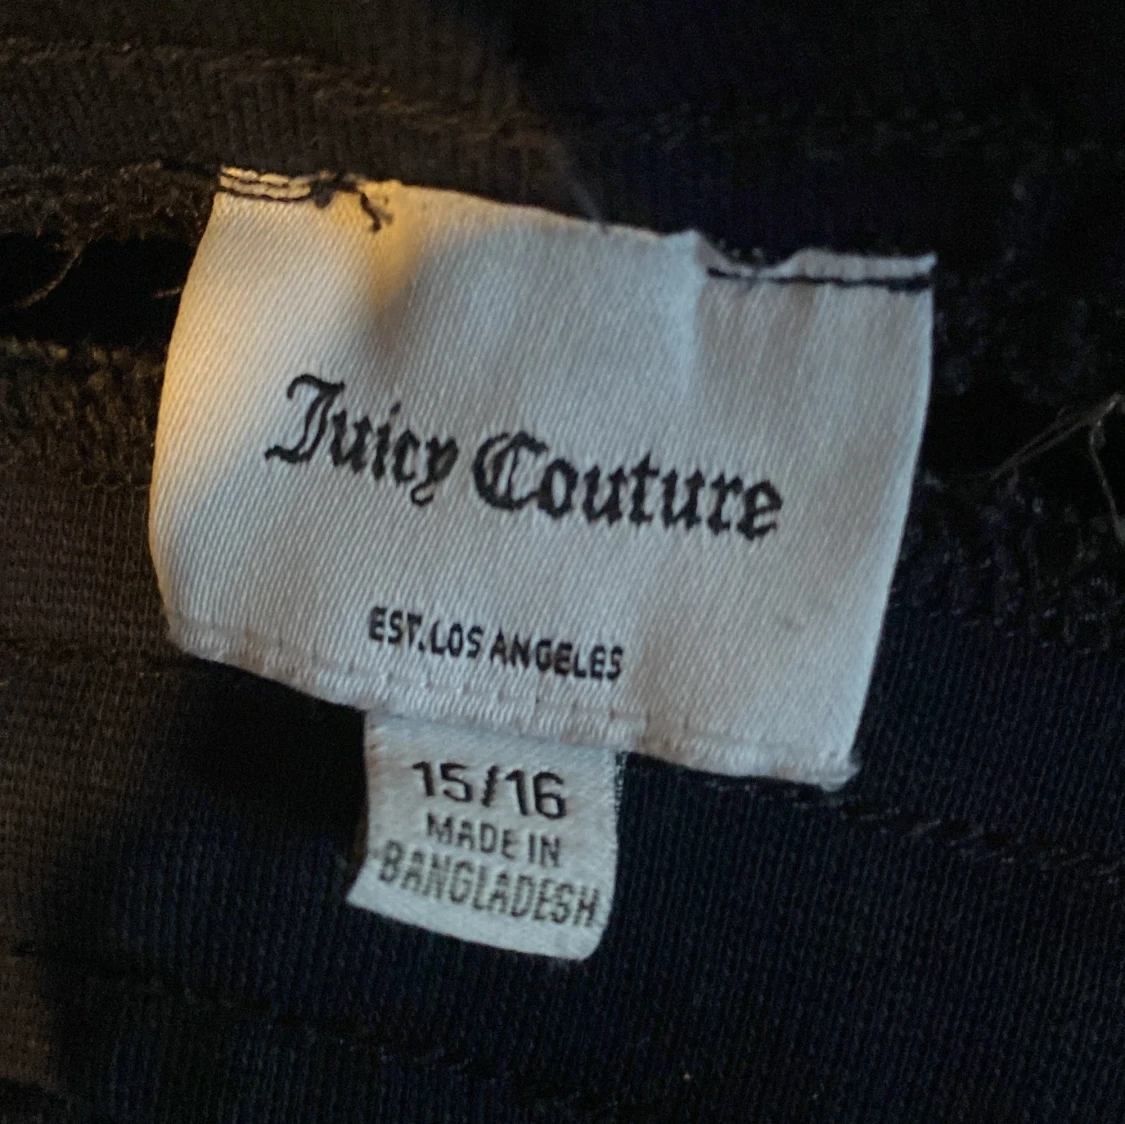 Juicy Couture
EST. LOS ANGELES
15/16
MADE IN
BANGLADESH